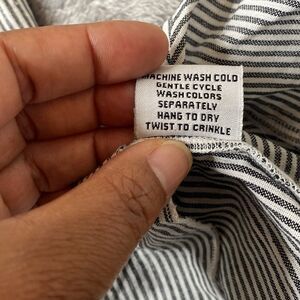 MACHINE WASH COLD
GENTLE CYCLE
WASH COLORS
SEPARATELY
HANG TO DRY
TWIST TO CRINKLE